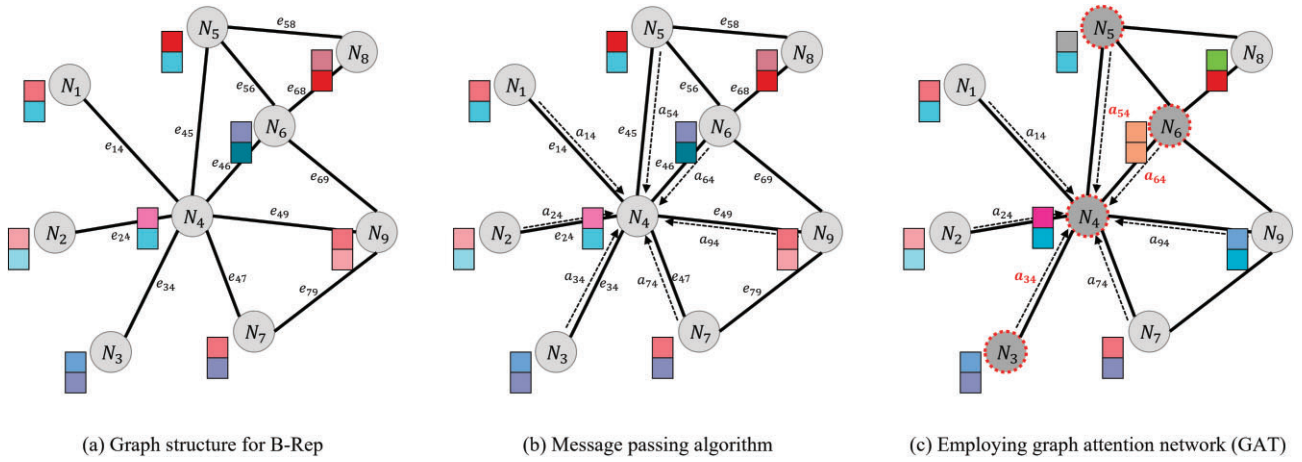 N₅
e₅₈
N₈
N₁
e₅₆
e₆₈
N₆
e₄₅
e₁₄
e₄₆
e₆₉
N₄
N₂
e₂₄
e₄₉
N₉
e₃₄
e₄₇
e₇₉
N₃
N₇
(a) Graph structure for B-Rep
N₅
e₅₈
N₈
N₁
e₅₆
e₆₈
a₅₄
N₆
a₁₄
e₄₅
e₁₄
e₄₆
a₆₄
e₆₉
N₄
N₂
a₂₄
e₂₄
e₄₉
a₉₄
N₉
a₃₄
e₃₄
a₇₄
e₄₇
e₇₉
N₃
N₇
(b) Message passing algorithm
N₅
N₈
N₁
a₅₄
N₆
a₁₄
a₆₄
N₄
N₂
a₂₄
a₉₄
N₉
a₃₄
a₇₄
N₃
N₇
(c) Employing graph attention network (GAT)